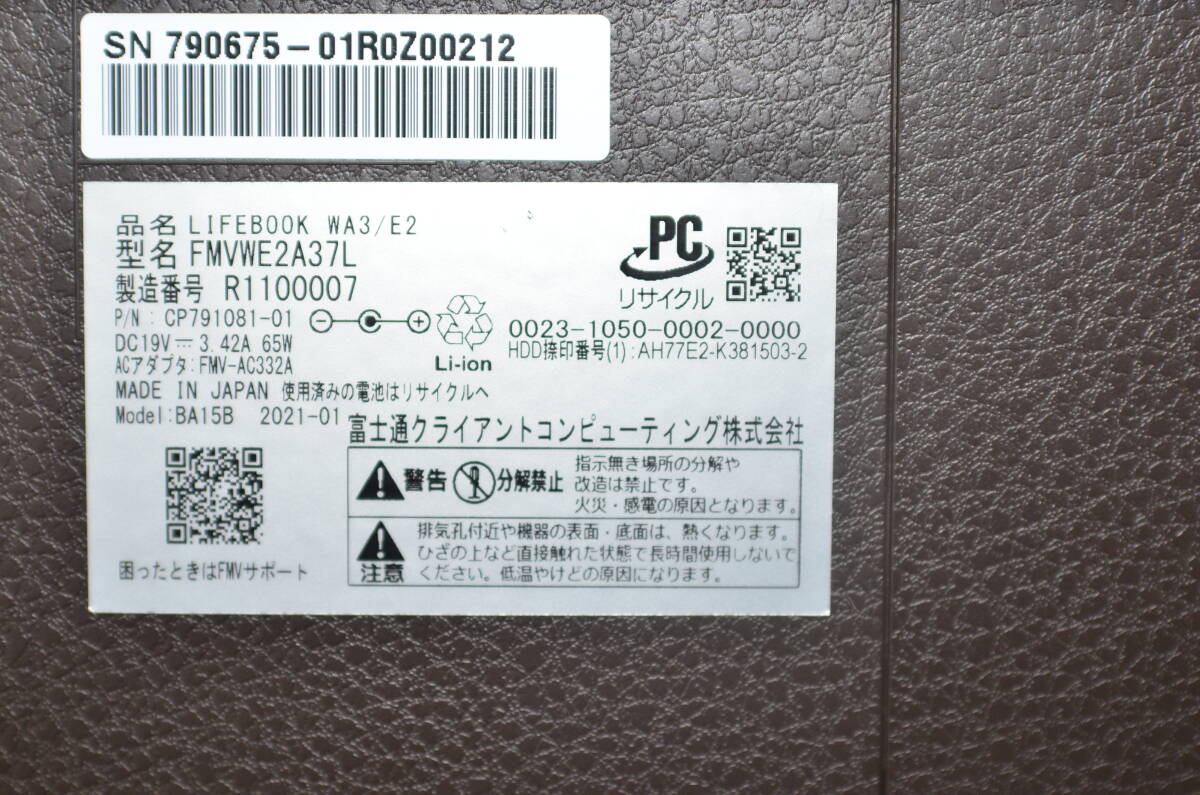 SN 790675-01R0Z00212
品名 LIFEBOOK WA3/E2
型名 FMVWE2A37L
製造番号 R1100007
P/N: CP791081-01
DC19V 3.42A 65W
ACアダプタ:FMV-AC332A
Li-ion
PC
リサイクル
0023-1050-0002-0000
HDD捺印番号(1):AH77E2-K381503-2
MADE IN JAPAN 使用済みの電池はリサイクルへ
Model:BA15B 2021-01
富士通クライアントコンピューティング株式会社
警告 分解禁止
指示無き場所の分解や
改造は禁止です。
火災・感電の原因となります。
注意
排気孔付近や機器の表面・底面は、熱くなります。
ひざの上など直接触れた状態で長時間使用しないで
ください。低温やけどの原因になります。
困ったときはFMVサポート